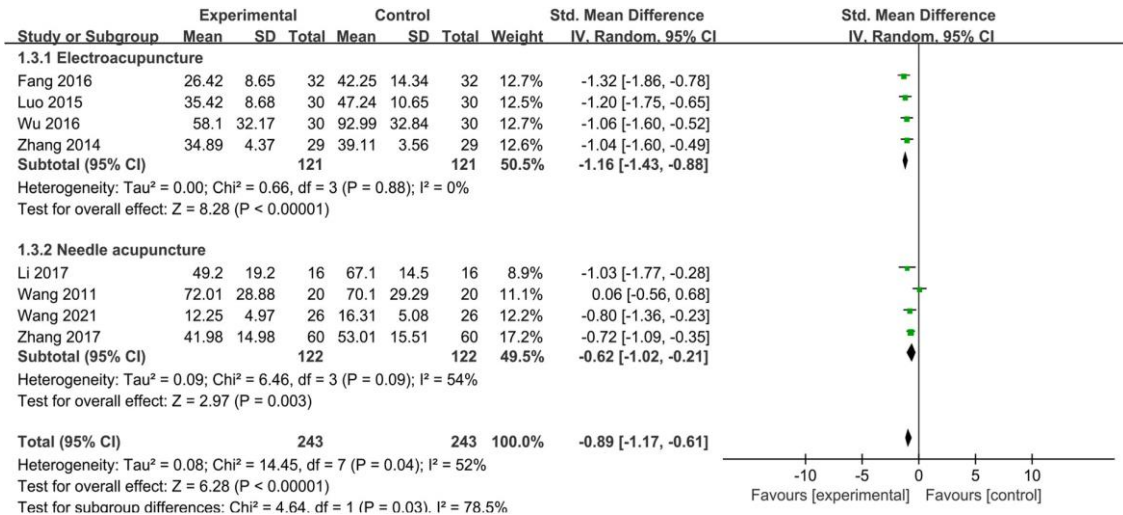 Experimental Control Std. Mean Difference Std. Mean Difference
Study or Subgroup Mean SD Total Mean SD Total Weight IV. Random. 95% CI IV. Random. 95% CI
1.3.1 Electroacupuncture
Fang 2016 26.42 8.65 32 42.25 14.34 32 12.7% -1.32 [-1.86, -0.78]
Luo 2015 35.42 8.68 30 47.24 10.65 30 12.5% -1.20 [-1.75, -0.65]
Wu 2016 58.1 32.17 30 92.99 32.84 30 12.7% -1.06 [-1.60, -0.52]
Zhang 2014 34.89 4.37 29 39.11 3.56 29 12.6% -1.04 [-1.60, -0.49]
Subtotal (95% CI) 121 121 50.5% -1.16 [-1.43, -0.88]
Heterogeneity: Tau² = 0.00; Chi² = 0.66, df = 3 (P = 0.88); I² = 0%
Test for overall effect: Z = 8.28 (P < 0.00001)
1.3.2 Needle acupuncture
Li 2017 49.2 19.2 16 67.1 14.5 16 8.9% -1.03 [-1.77, -0.28]
Wang 2011 72.01 28.88 20 70.1 29.29 20 11.1% 0.06 [-0.56, 0.68]
Wang 2021 12.25 4.97 26 16.31 5.08 26 12.2% -0.80 [-1.36, -0.23]
Zhang 2017 41.98 14.98 60 53.01 15.51 60 17.2% -0.72 [-1.09, -0.35]
Subtotal (95% CI) 122 122 49.5% -0.62 [-1.02, -0.21]
Heterogeneity: Tau² = 0.09; Chi² = 6.46, df = 3 (P = 0.09); I² = 54%
Test for overall effect: Z = 2.97 (P = 0.003)
Total (95% CI) 243 243 100.0% -0.89 [-1.17, -0.61]
Heterogeneity: Tau² = 0.08; Chi² = 14.45, df = 7 (P = 0.04); I² = 52%
Test for overall effect: Z = 6.28 (P < 0.00001)
Test for subgroup differences: Chi² = 4.64, df = 1 (P = 0.03), I² = 78.5%
-10 -5 0 5 10
Favours [experimental] Favours [control]